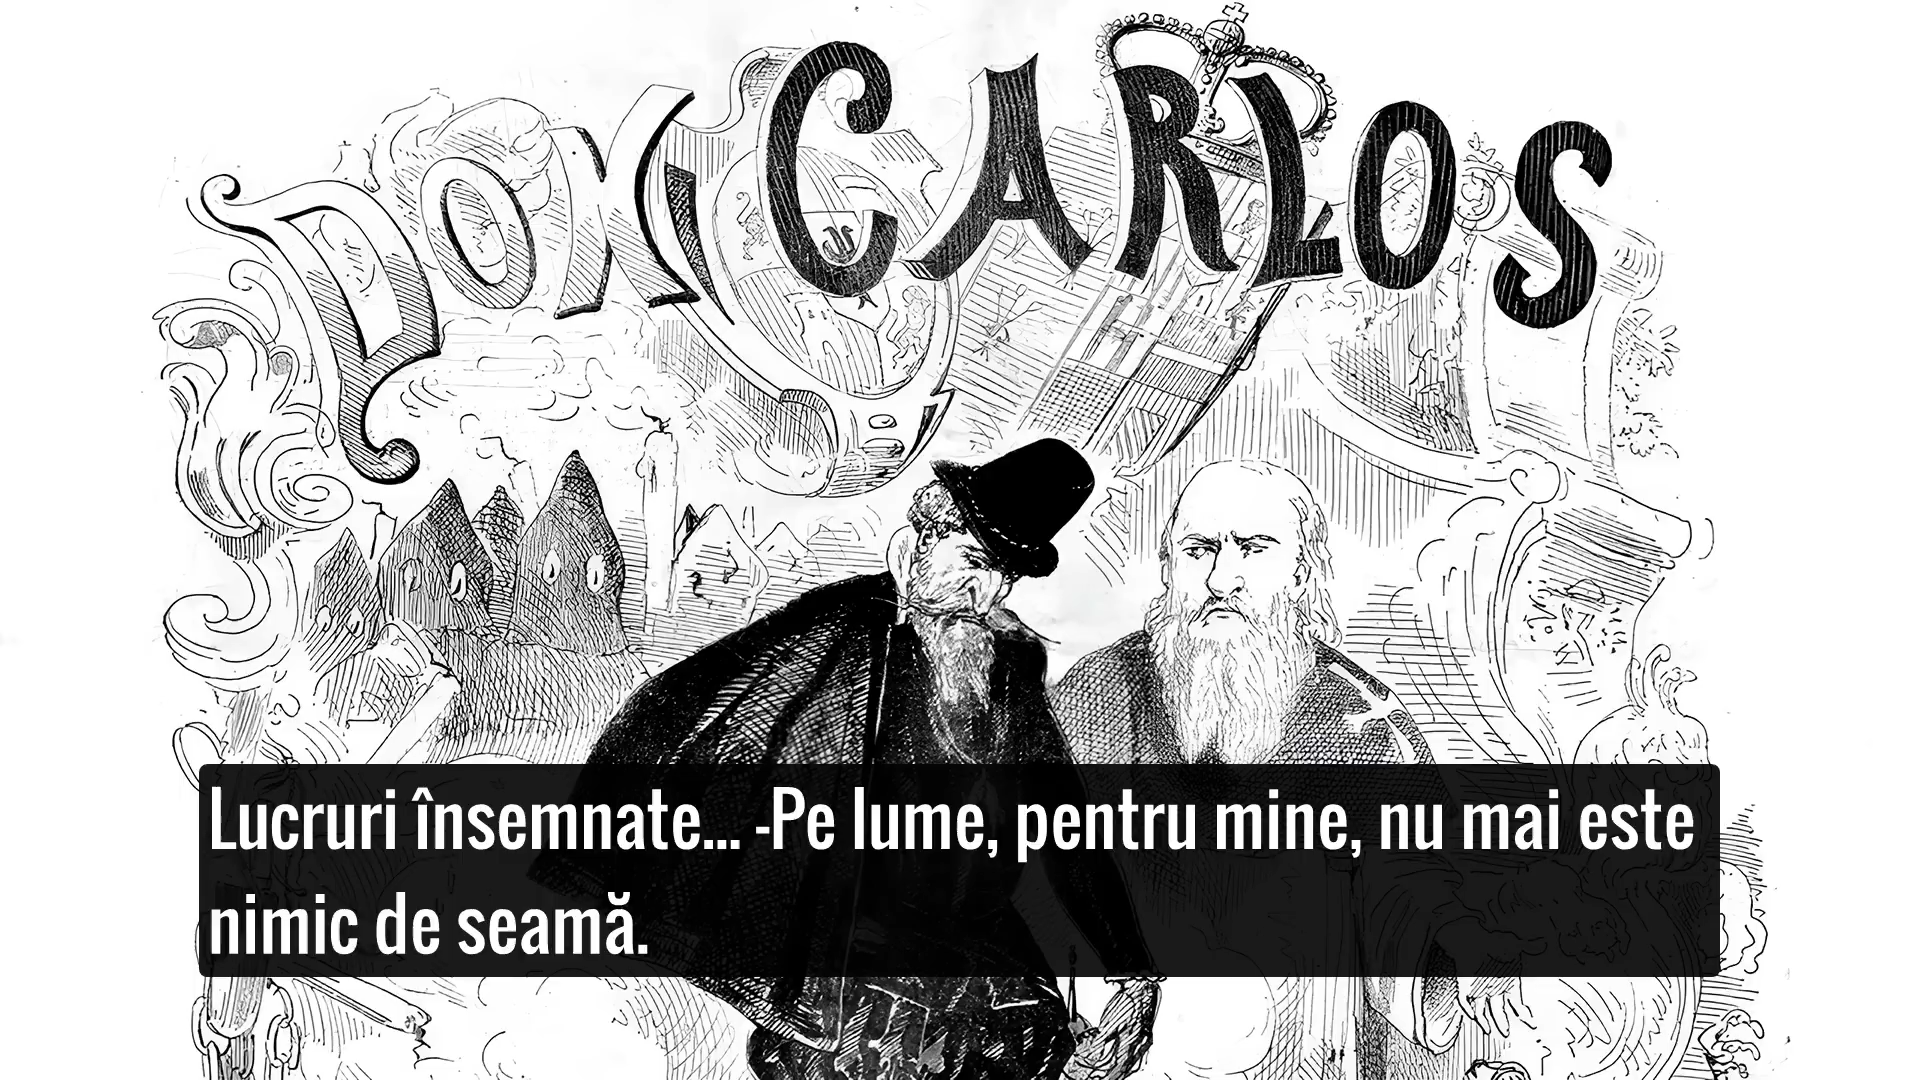 DON CARLOS
Lucruri însemnate... -Pe lume, pentru mine, nu mai este
nimic de seamă.